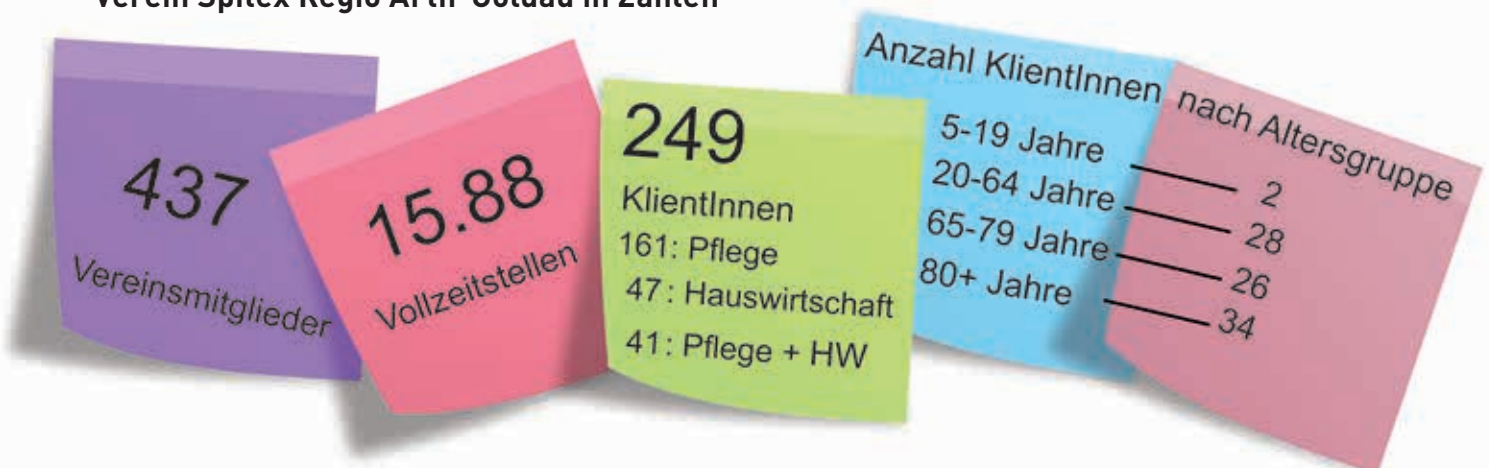 Verein Spitex Regio Arth-Goldau in Zahlen
437
Vereinsmitglieder
15.88
Vollzeitstellen
249
KlientInnen
161: Pflege
47: Hauswirtschaft
41: Pflege + HW
Anzahl KlientInnen nach Altersgruppe
5-19 Jahre 2
20-64 Jahre 28
65-79 Jahre 26
80+ Jahre 34